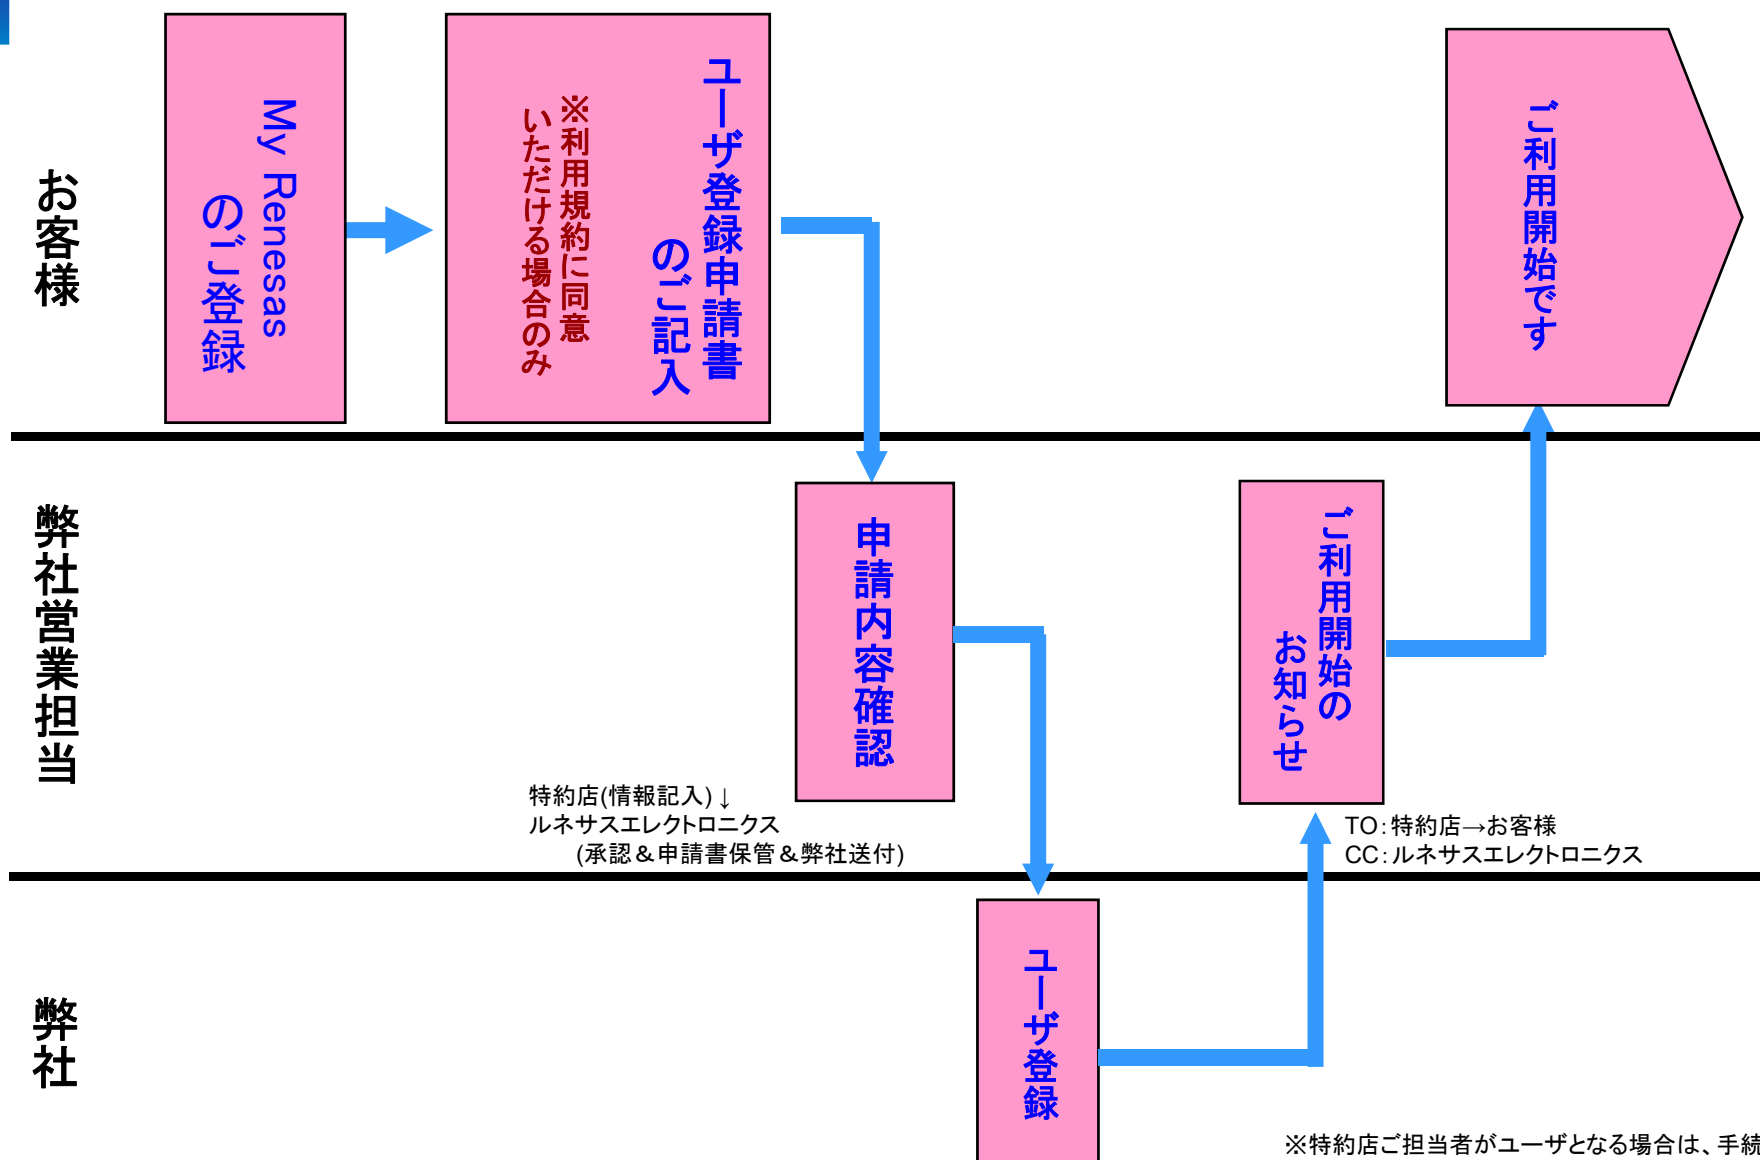 お客様
My Renesas
のご登録
ユーザ登録申請書
のご記入
※利用規約に同意
いただける場合のみ
ご利用開始です
弊社営業担当
申請内容確認
特約店(情報記入)↓
ルネサスエレクトロニクス
(承認＆申請書保管＆弊社送付)
ご利用開始の
お知らせ
TO:特約店→お客様
CC:ルネサスエレクトロニクス
弊社
ユーザ登録
※特約店ご担当者がユーザとなる場合は、手続